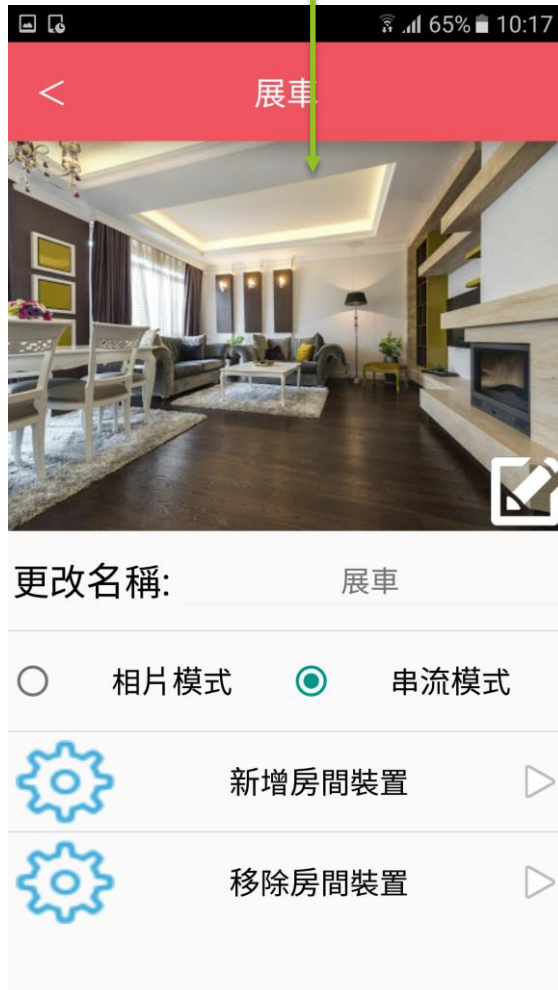 65% 10:17
< 展車
更改名稱: 展車
相片模式 串流模式
新增房間裝置
移除房間裝置